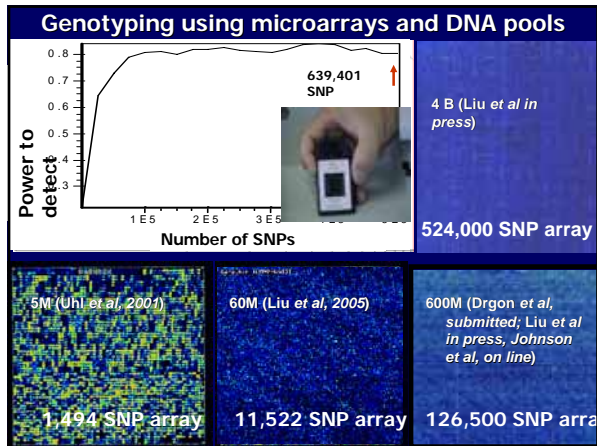 Genotyping using microarrays and DNA pools
Power to
detect
0.8
0.7
0.6
0.5
0.4
0.3
639,401
SNP
1E5
2E5
Number of SNPs
4 B (Liu et al in
press)
524,000 SNP array
5M (Uhl et al, 2001)
1,494 SNP array
60M (Liu et al, 2005)
11,522 SNP array
600M (Drgon et al,
submitted; Liu et al
in press, Johnson
et al, on line)
126,500 SNP arra